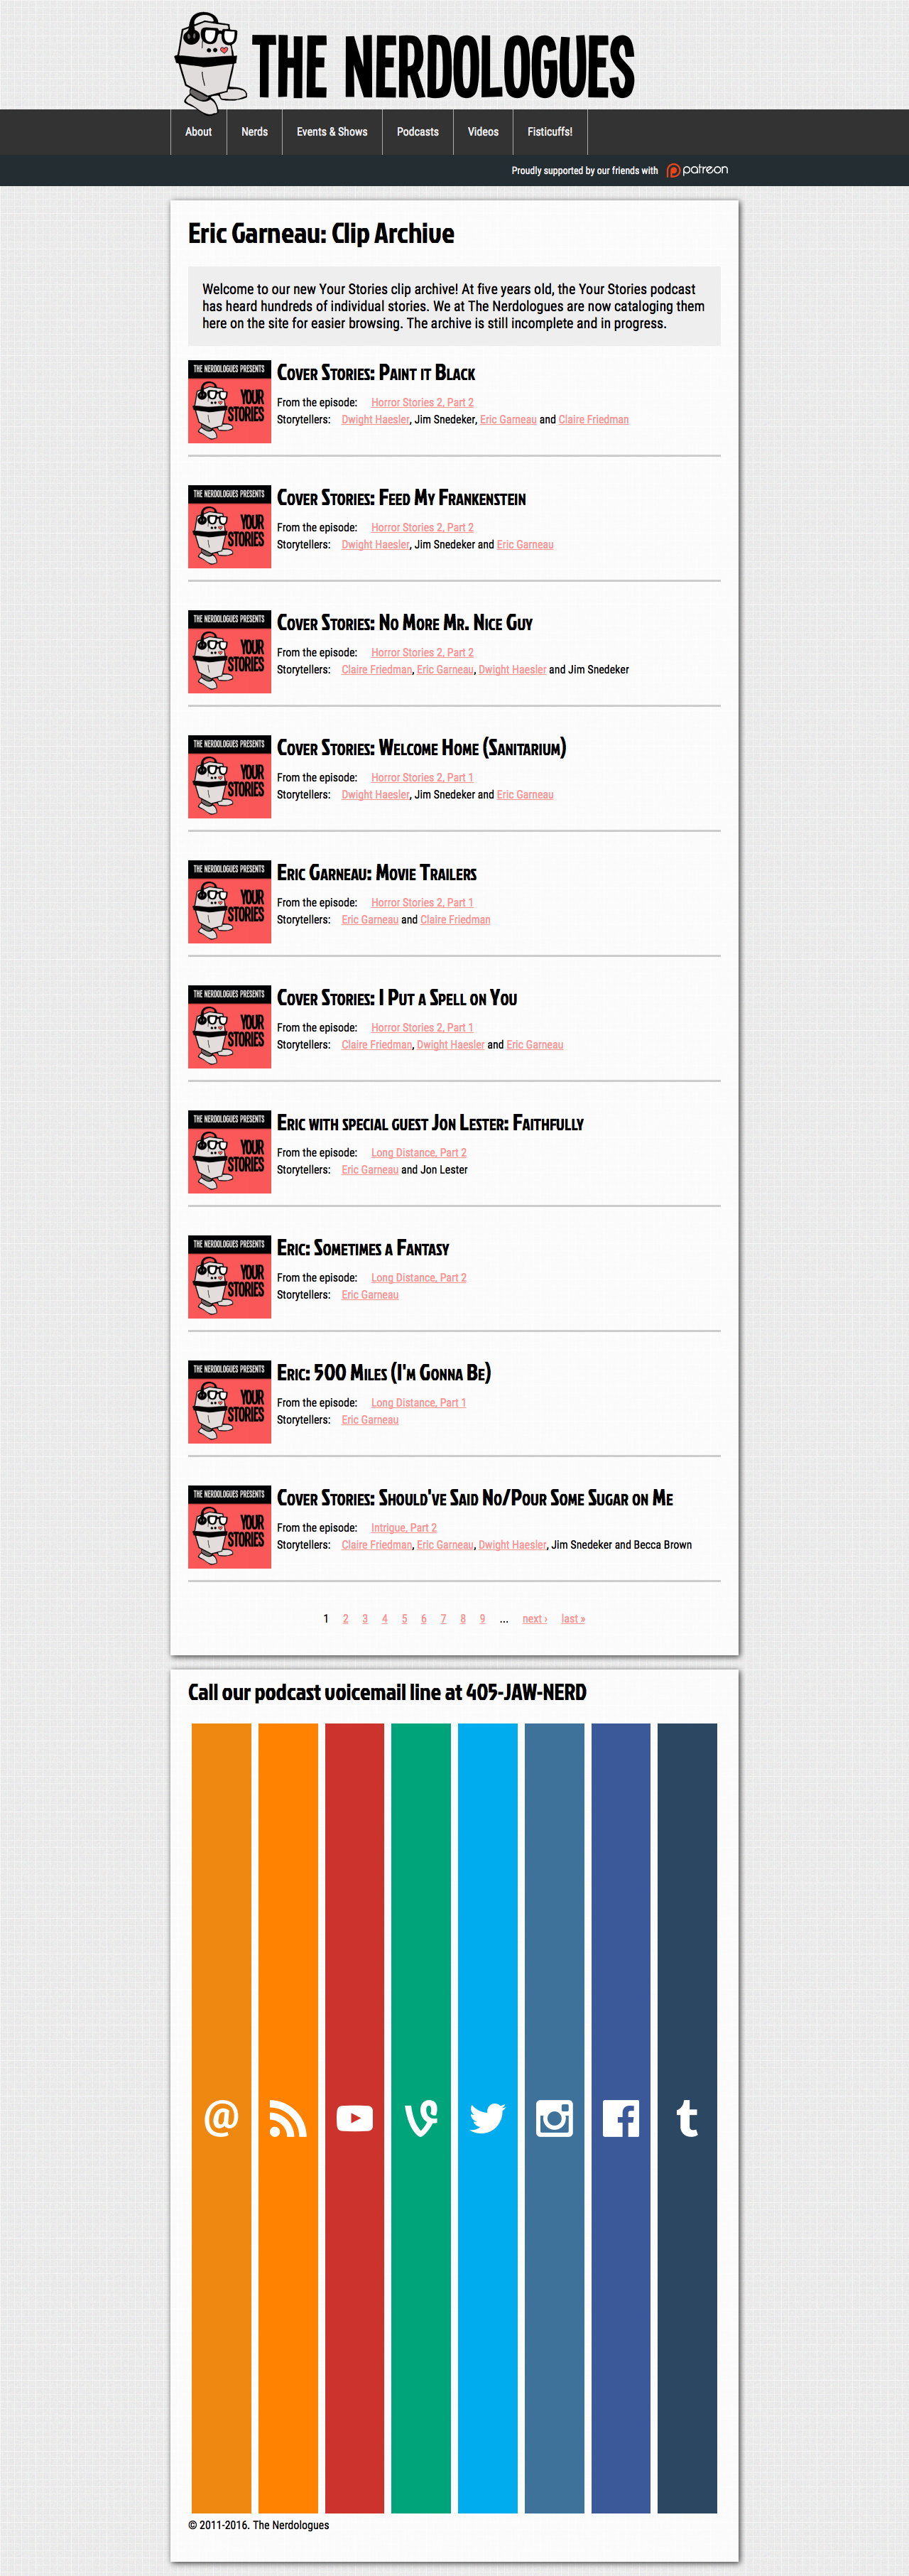 THE NERDOLOGUES
About Nerds Events & Shows Podcasts Videos Fisticuffs!
Proudly supported by our friends with patreon
Eric Garneau: Clip Archive
Welcome to our new Your Stories clip archive! At five years old, the Your Stories podcast
has heard hundreds of individual stories. We at The Nerdologues are now cataloging them
here on the site for easier browsing. The archive is still incomplete and in progress.
THE NERDOLOGUES PRESENTS
YOUR
STORIES
Cover Stories: Paint it Black
From the episode: Horror Stories 2, Part 2
Storytellers: Dwight Haesler, Jim Snedeker, Eric Garneau and Claire Friedman
THE NERDOLOGUES PRESENTS
YOUR
STORIES
Cover Stories: Feed My Frankenstein
From the episode: Horror Stories 2, Part 2
Storytellers: Dwight Haesler, Jim Snedeker and Eric Garneau
THE NERDOLOGUES PRESENTS
YOUR
STORIES
Cover Stories: No More Mr. Nice Guy
From the episode: Horror Stories 2, Part 2
Storytellers: Claire Friedman, Eric Garneau, Dwight Haesler and Jim Snedeker
THE NERDOLOGUES PRESENTS
YOUR
STORIES
Cover Stories: Welcome Home (Sanitarium)
From the episode: Horror Stories 2, Part 1
Storytellers: Dwight Haesler, Jim Snedeker and Eric Garneau
THE NERDOLOGUES PRESENTS
YOUR
STORIES
Eric Garneau: Movie Trailers
From the episode: Horror Stories 2, Part 1
Storytellers: Eric Garneau and Claire Friedman
THE NERDOLOGUES PRESENTS
YOUR
STORIES
Cover Stories: I Put a Spell on You
From the episode: Horror Stories 2, Part 1
Storytellers: Claire Friedman, Dwight Haesler and Eric Garneau
THE NERDOLOGUES PRESENTS
YOUR
STORIES
Eric with special guest Jon Lester: Faithfully
From the episode: Long Distance, Part 2
Storytellers: Eric Garneau and Jon Lester
THE NERDOLOGUES PRESENTS
YOUR
STORIES
Eric: Sometimes a Fantasy
From the episode: Long Distance, Part 2
Storytellers: Eric Garneau
THE NERDOLOGUES PRESENTS
YOUR
STORIES
Eric: 500 Miles (I'm Gonna Be)
From the episode: Long Distance, Part 1
Storytellers: Eric Garneau
THE NERDOLOGUES PRESENTS
YOUR
STORIES
Cover Stories: Should've Said No/Pour Some Sugar on Me
From the episode: Intrigue, Part 2
Storytellers: Claire Friedman, Eric Garneau, Dwight Haesler, Jim Snedeker and Becca Brown
1 2 3 4 5 6 7 8 9 … next › last »
Call our podcast voicemail line at 405-JAW-NERD
© 2011-2016. The Nerdologues